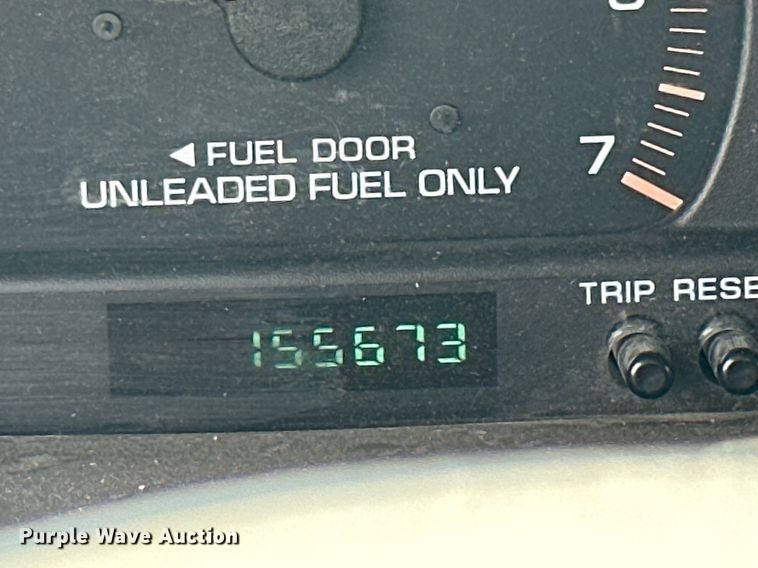 7
◀ FUEL DOOR
UNLEADED FUEL ONLY
TRIP RESE
155673
Purple Wave Auction